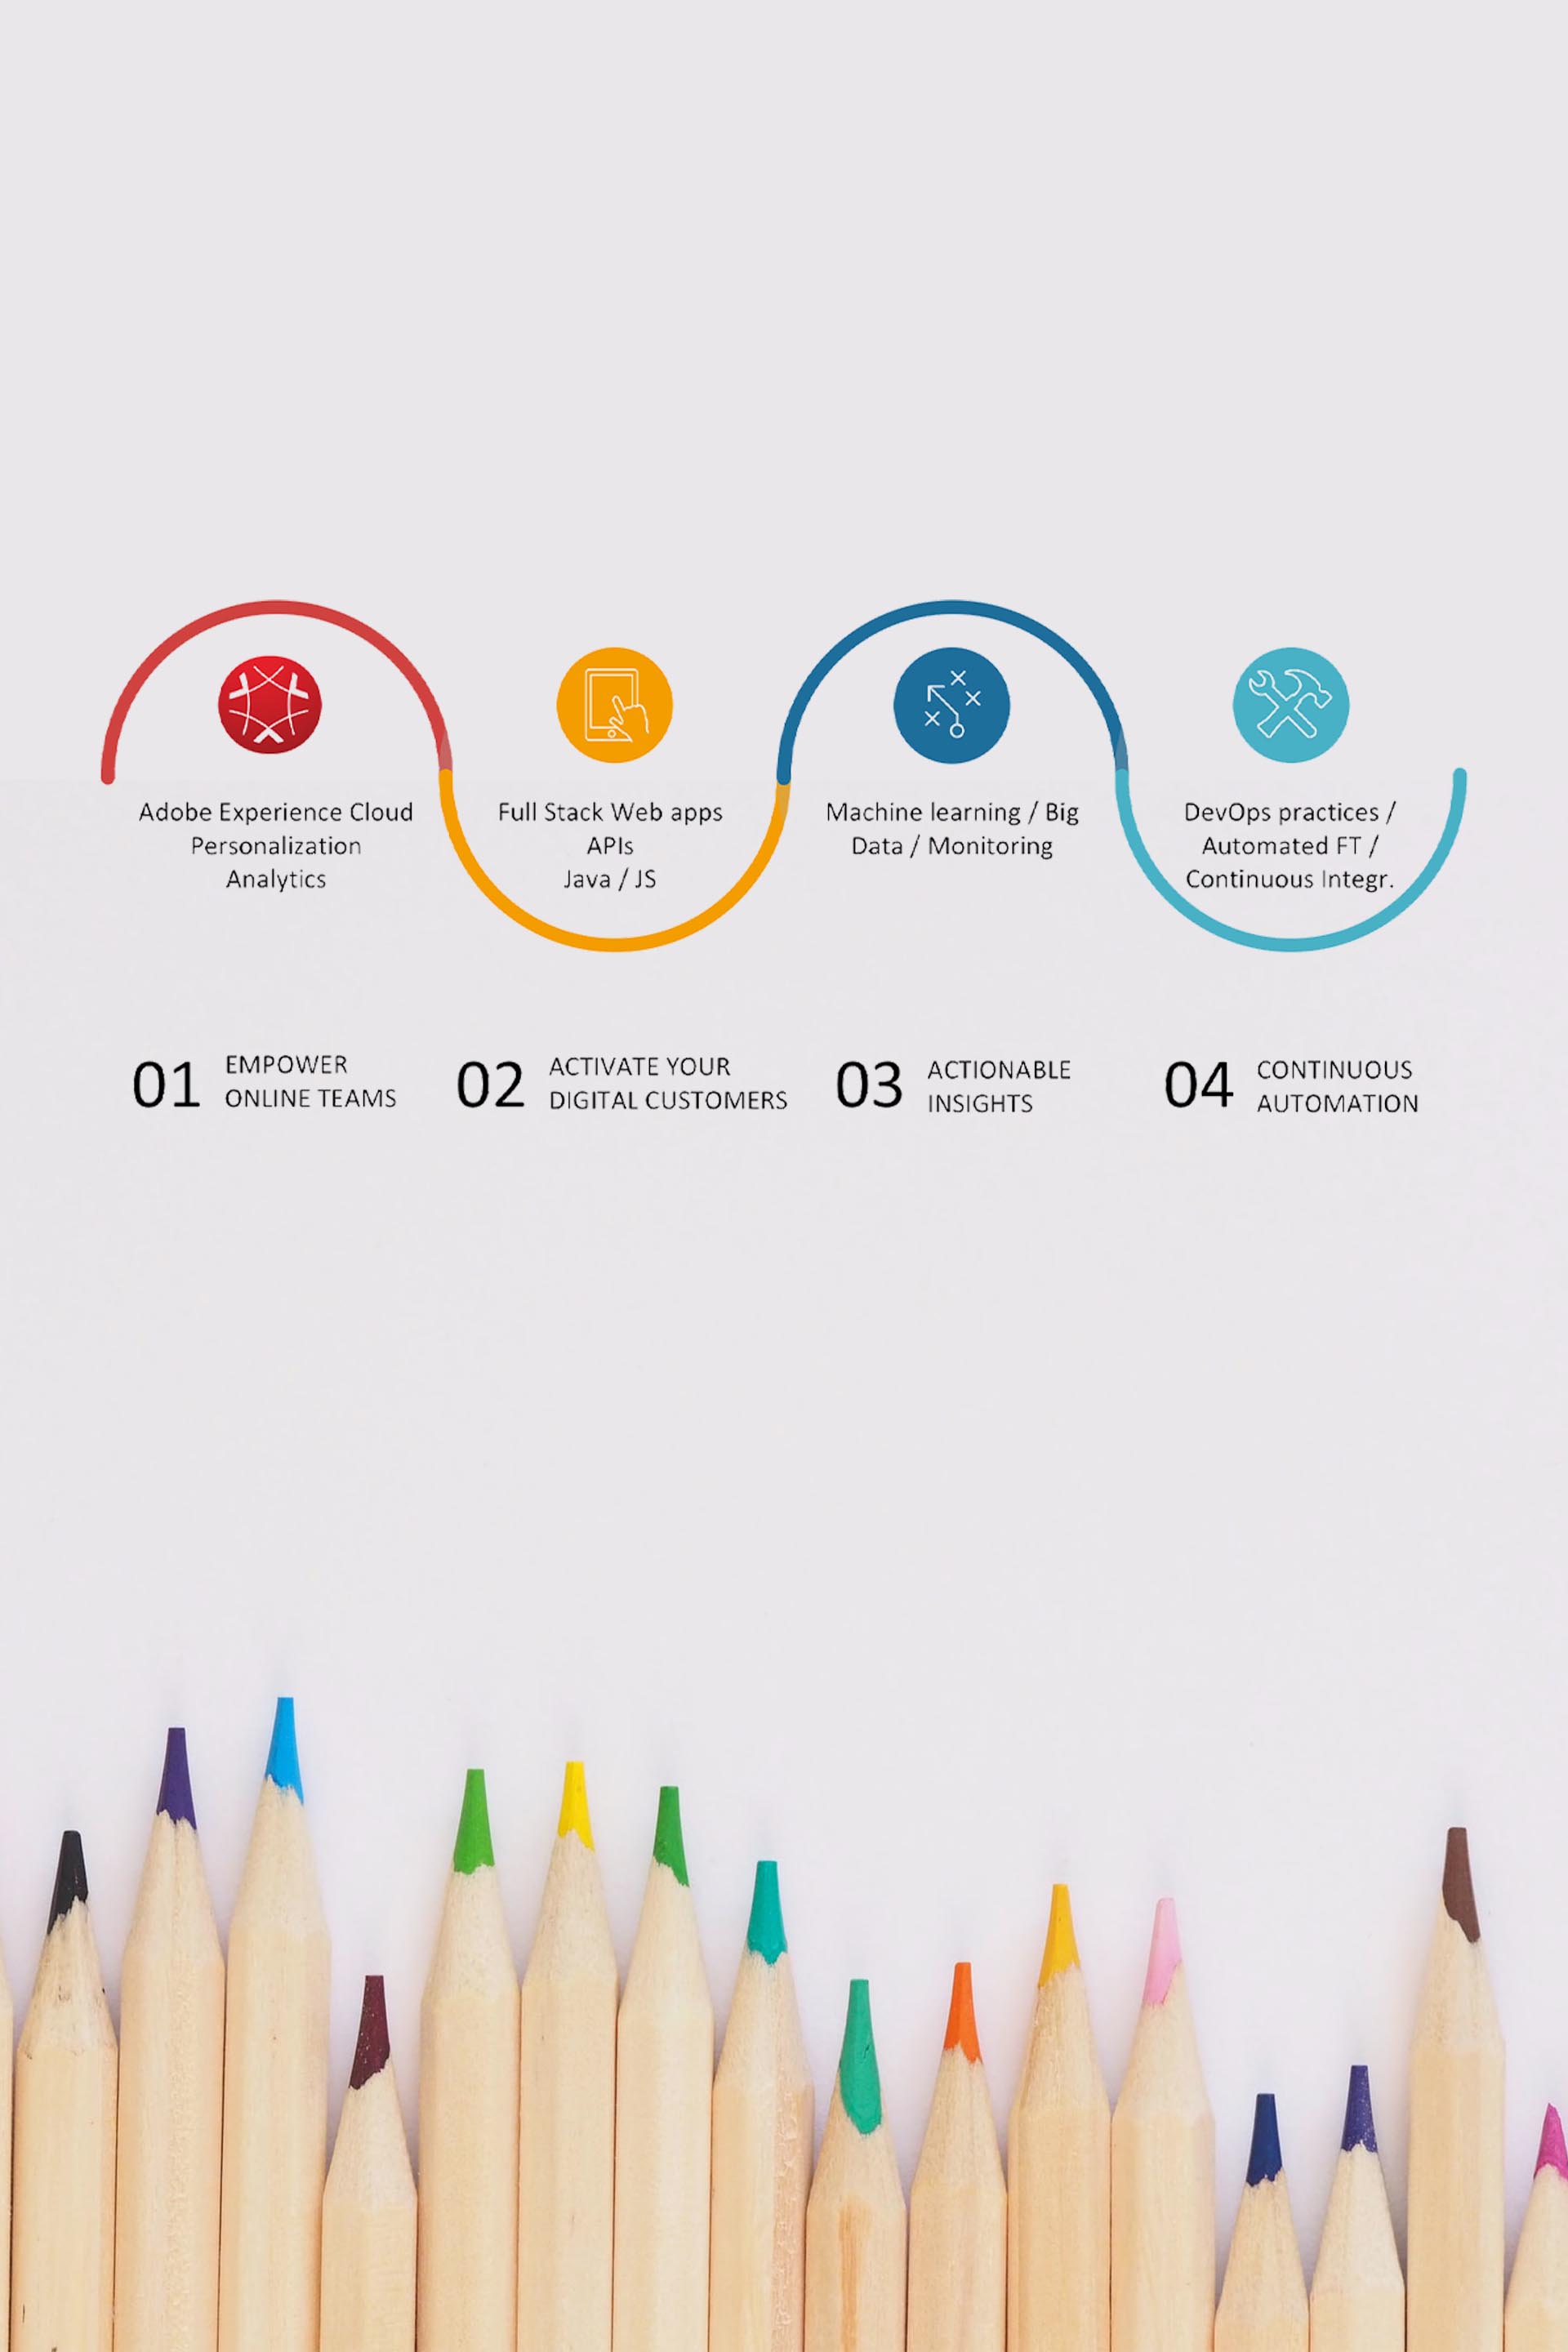 Adobe Experience Cloud
Personalization
Analytics
Full Stack Web apps
APIs
Java / JS
Machine learning / Big
Data / Monitoring
DevOps practices /
Automated FT /
Continuous Integr.
01 EMPOWER
ONLINE TEAMS
02 ACTIVATE YOUR
DIGITAL CUSTOMERS
03 ACTIONABLE
INSIGHTS
04 CONTINUOUS
AUTOMATION